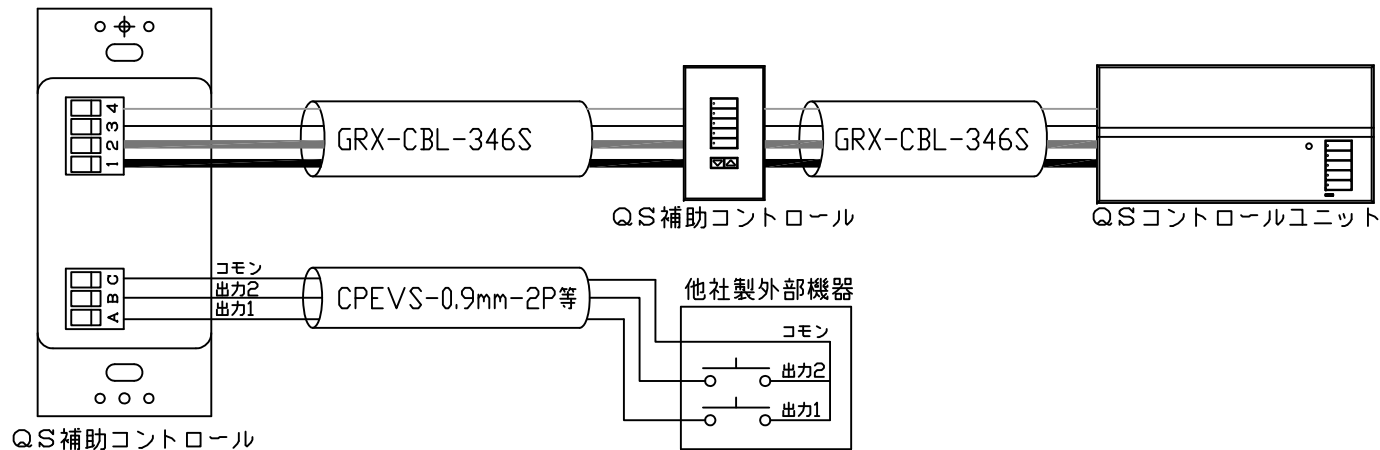 4
3
2
1
GRX-CBL-346S
GRX-CBL-346S
QS補助コントロール
QSコントロールユニット
C
B
A
コモン
出力2
出力1
CPEVS-0.9mm-2P等
他社製外部機器
コモン
出力2
出力1
QS補助コントロール